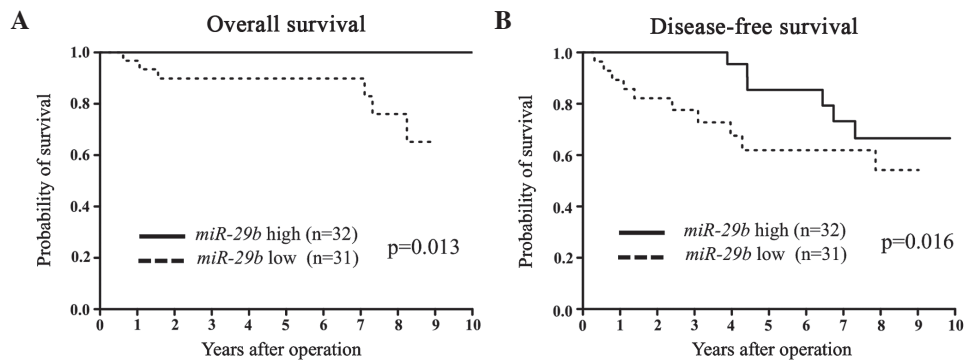 A
Overall survival
Probability of survival
1.0
0.8
0.6
0.4
0.2
0.0
miR-29b high (n=32)
miR-29b low (n=31)
p=0.013
0 1 2 3 4 5 6 7 8 9 10
Years after operation
B
Disease-free survival
Probability of survival
1.0
0.8
0.6
0.4
0.2
0.0
miR-29b high (n=32)
miR-29b low (n=31)
p=0.016
0 1 2 3 4 5 6 7 8 9 10
Years after operation